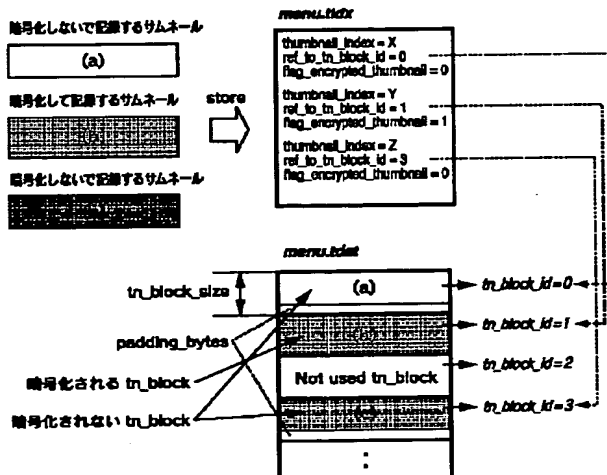 暗号化しないで記録するサムネール
(a)
暗号化して記録するサムネール
暗号化しないで記録するサムネール
store
menu.tidx
thumbnail_index = X
ref_to_tn_block_id = 0
flag_encrypted_thumbnail = 0
thumbnail_index = Y
ref_to_tn_block_id = 1
flag_encrypted_thumbnail = 1
thumbnail_index = Z
ref_to_tn_block_id = 3
flag_encrypted_thumbnail = 0
menu.tdat
tn_block_size
padding_bytes
暗号化される tn_block
暗号化されない tn_block
(a)
Not used tn_block
tn_block_id=0
tn_block_id=1
tn_block_id=2
tn_block_id=3